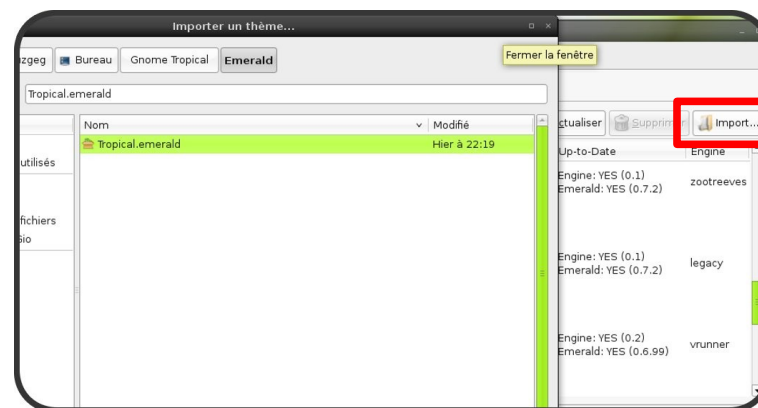 Importer un thème...
Fermer la fenêtre
Bureau
Gnome Tropical
Emerald
Tropical.emerald
Nom
Modifié
Tropical.emerald
Hier à 22:19
utilisés
fichiers
ctualiser
Supprimer
Import...
Up-to-Date
Engine
Engine: YES (0.1)
Emerald: YES (0.7.2)
zootreeves
Engine: YES (0.1)
Emerald: YES (0.7.2)
legacy
Engine: YES (0.2)
Emerald: YES (0.6.99)
vrunner